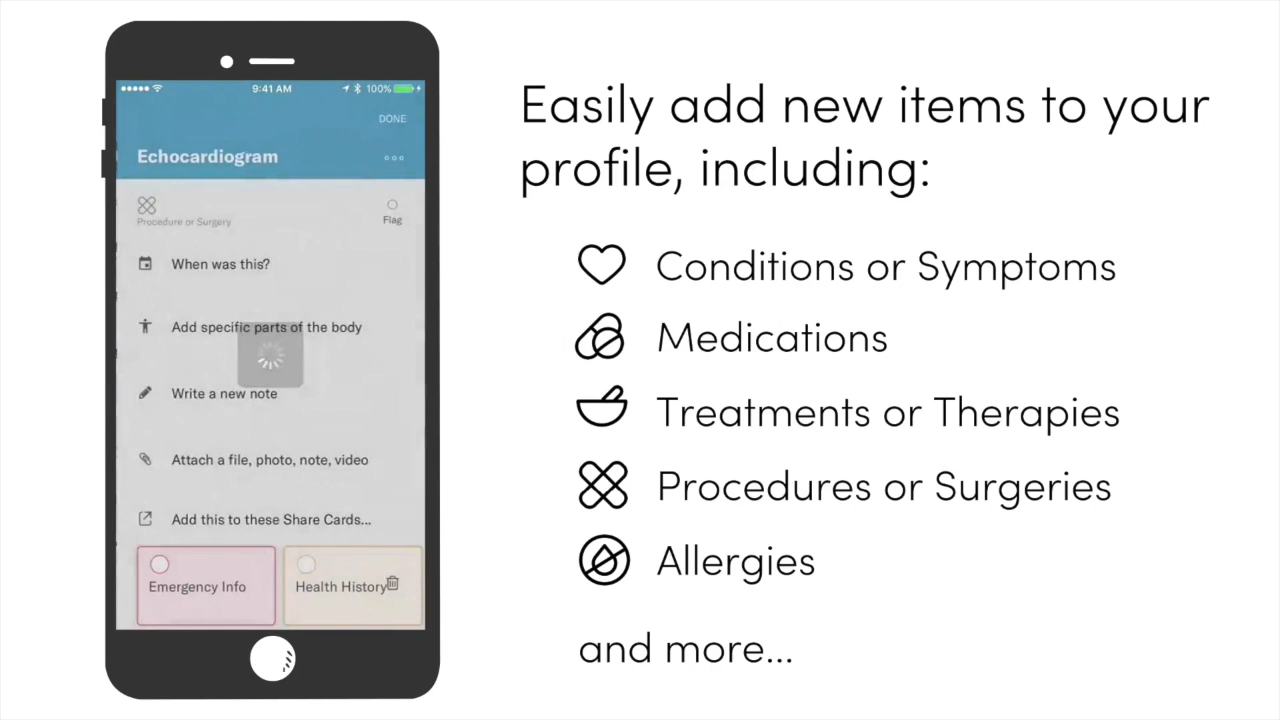 9:41 AM
100%
DONE
Echocardiogram
Procedure or Surgery
Flag
When was this?
Add specific parts of the body
Write a new note
Attach a file, photo, note, video
Add this to these Share Cards...
Emergency Info
Health History
Easily add new items to your
profile, including:
Conditions or Symptoms
Medications
Treatments or Therapies
Procedures or Surgeries
Allergies
and more...